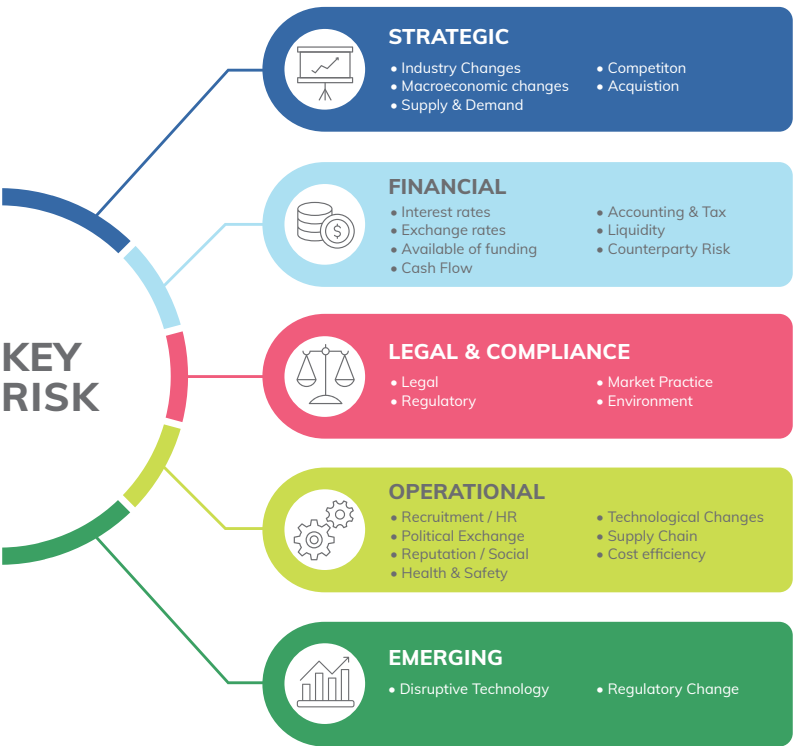 KEY
RISK
STRATEGIC
• Industry Changes
• Macroeconomic changes
• Supply & Demand
• Competiton
• Acquistion
FINANCIAL
• Interest rates
• Exchange rates
• Available of funding
• Cash Flow
• Accounting & Tax
• Liquidity
• Counterparty Risk
$
LEGAL & COMPLIANCE
• Legal
• Regulatory
• Market Practice
• Environment
OPERATIONAL
• Recruitment / HR
• Political Exchange
• Reputation / Social
• Health & Safety
• Technological Changes
• Supply Chain
• Cost efficiency
EMERGING
• Disruptive Technology
• Regulatory Change